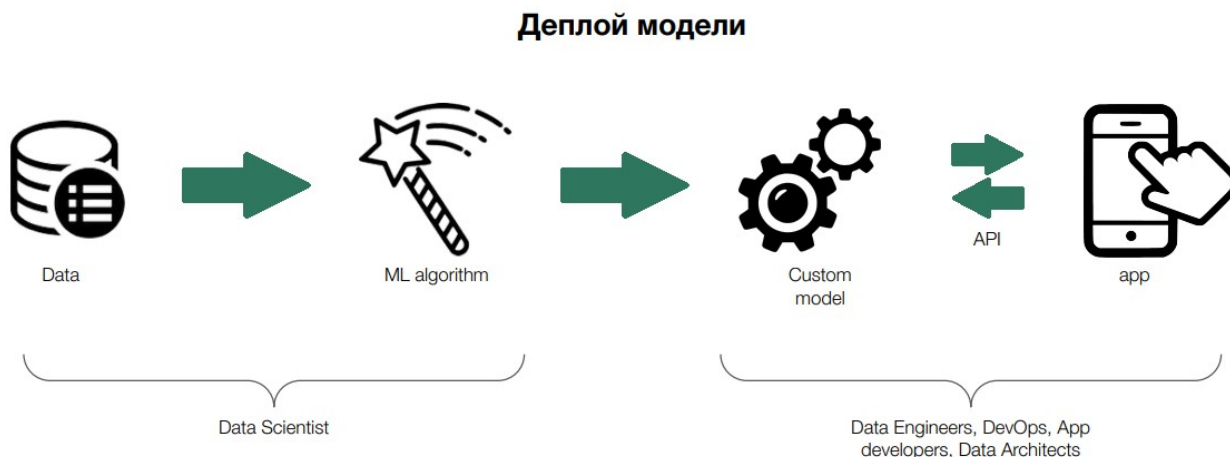 Деплой модели
Data
ML algorithm
Custom
model
API
app
Data Scientist
Data Engineers, DevOps, App
developers, Data Architects